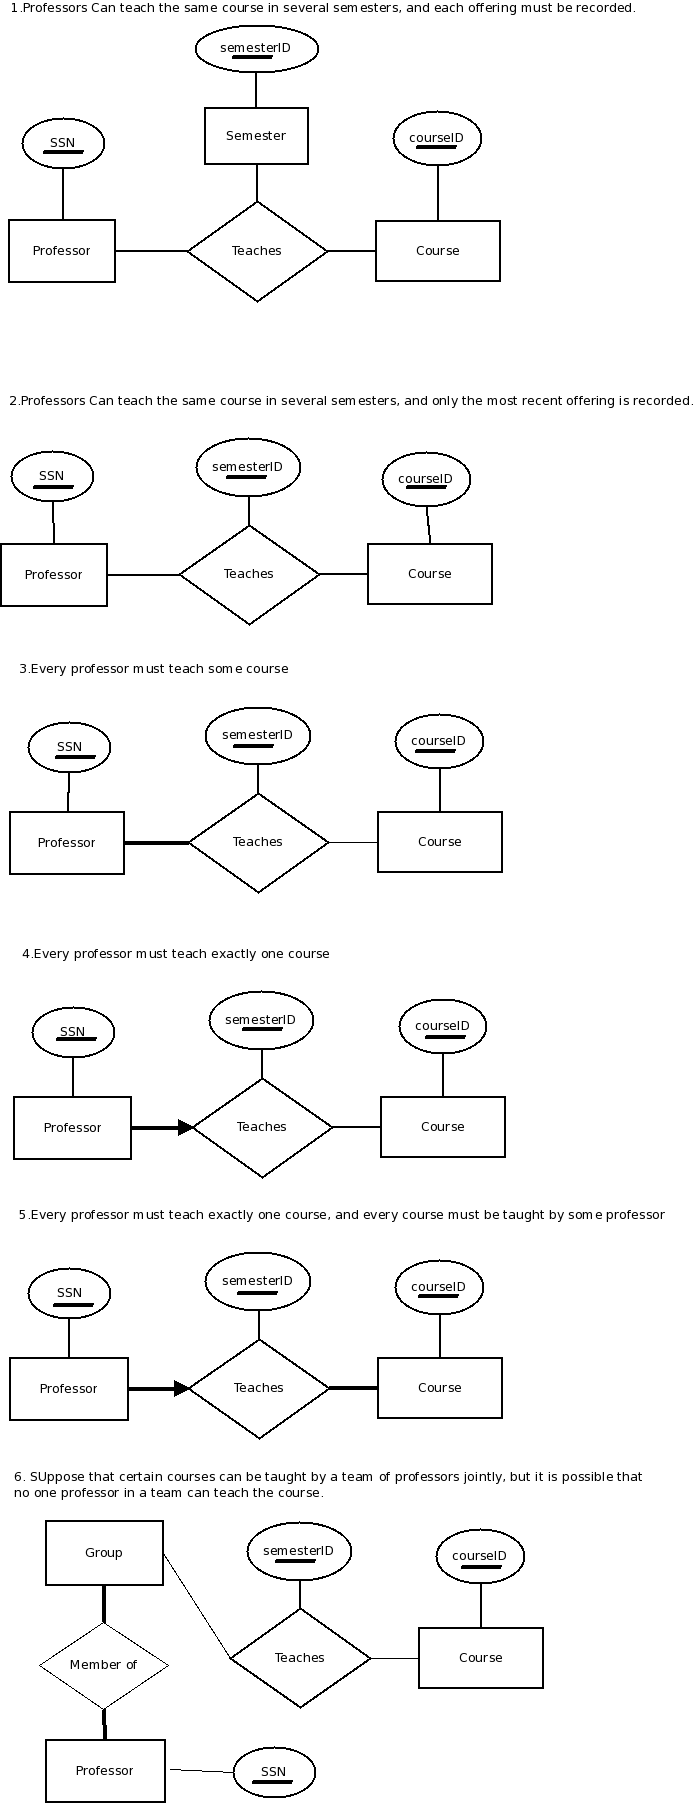 1.Professors Can teach the same course in several semesters, and each offering must be recorded.
semesterID
SSN
Semester
courseID
Professor
Teaches
Course
2.Professors Can teach the same course in several semesters, and only the most recent offering is recorded.
SSN
semesterID
courseID
Professor
Teaches
Course
3.Every professor must teach some course
SSN
semesterID
courseID
Professor
Teaches
Course
4.Every professor must teach exactly one course
SSN
semesterID
courseID
Professor
Teaches
Course
5.Every professor must teach exactly one course, and every course must be taught by some professor
SSN
semesterID
courseID
Professor
Teaches
Course
6. SUppose that certain courses can be taught by a team of professors jointly, but it is possible that
no one professor in a team can teach the course.
Group
semesterID
courseID
Member of
Teaches
Course
Professor
SSN